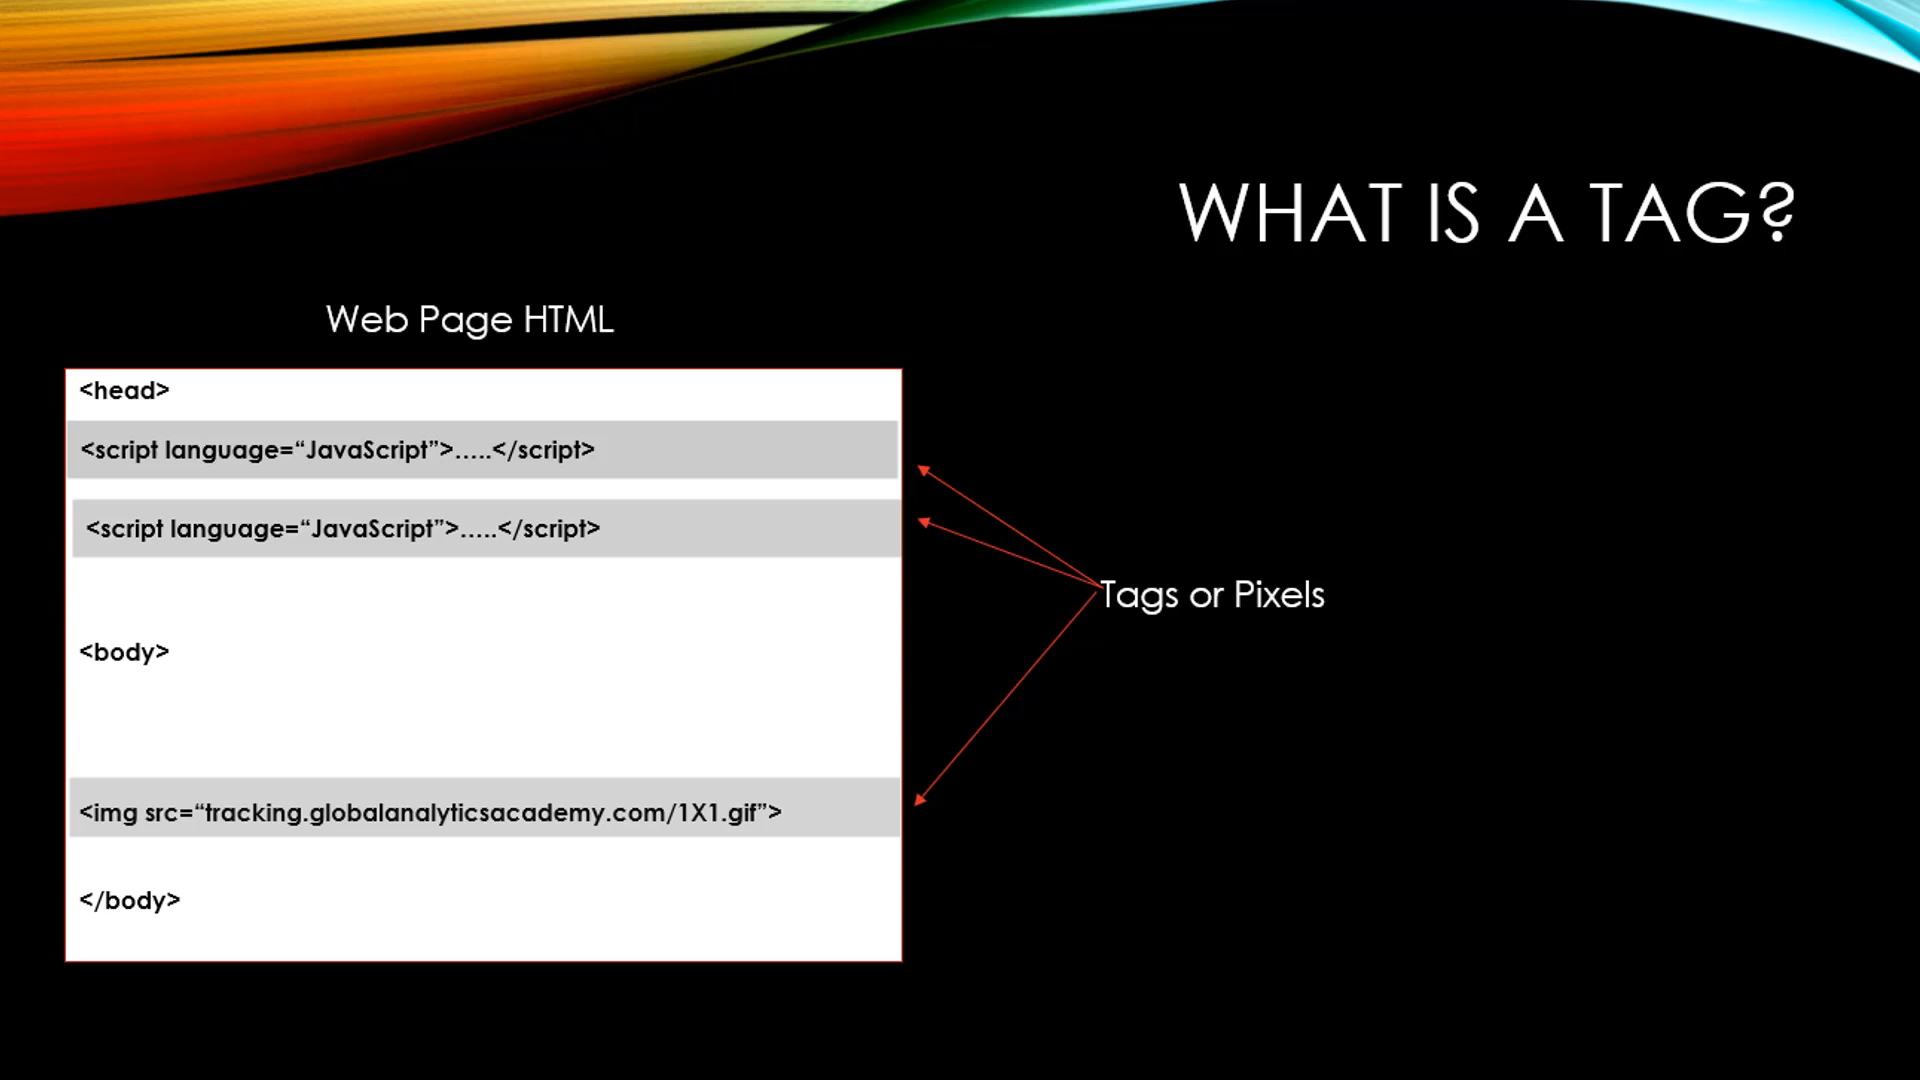 WHAT IS A TAG?
Web Page HTML
<head>
<script language=“JavaScript”>.....</script>
<script language=“JavaScript”>.....</script>
Tags or Pixels
<body>
<img src=“tracking.globalanalyticsacademy.com/1X1.gif”>
</body>